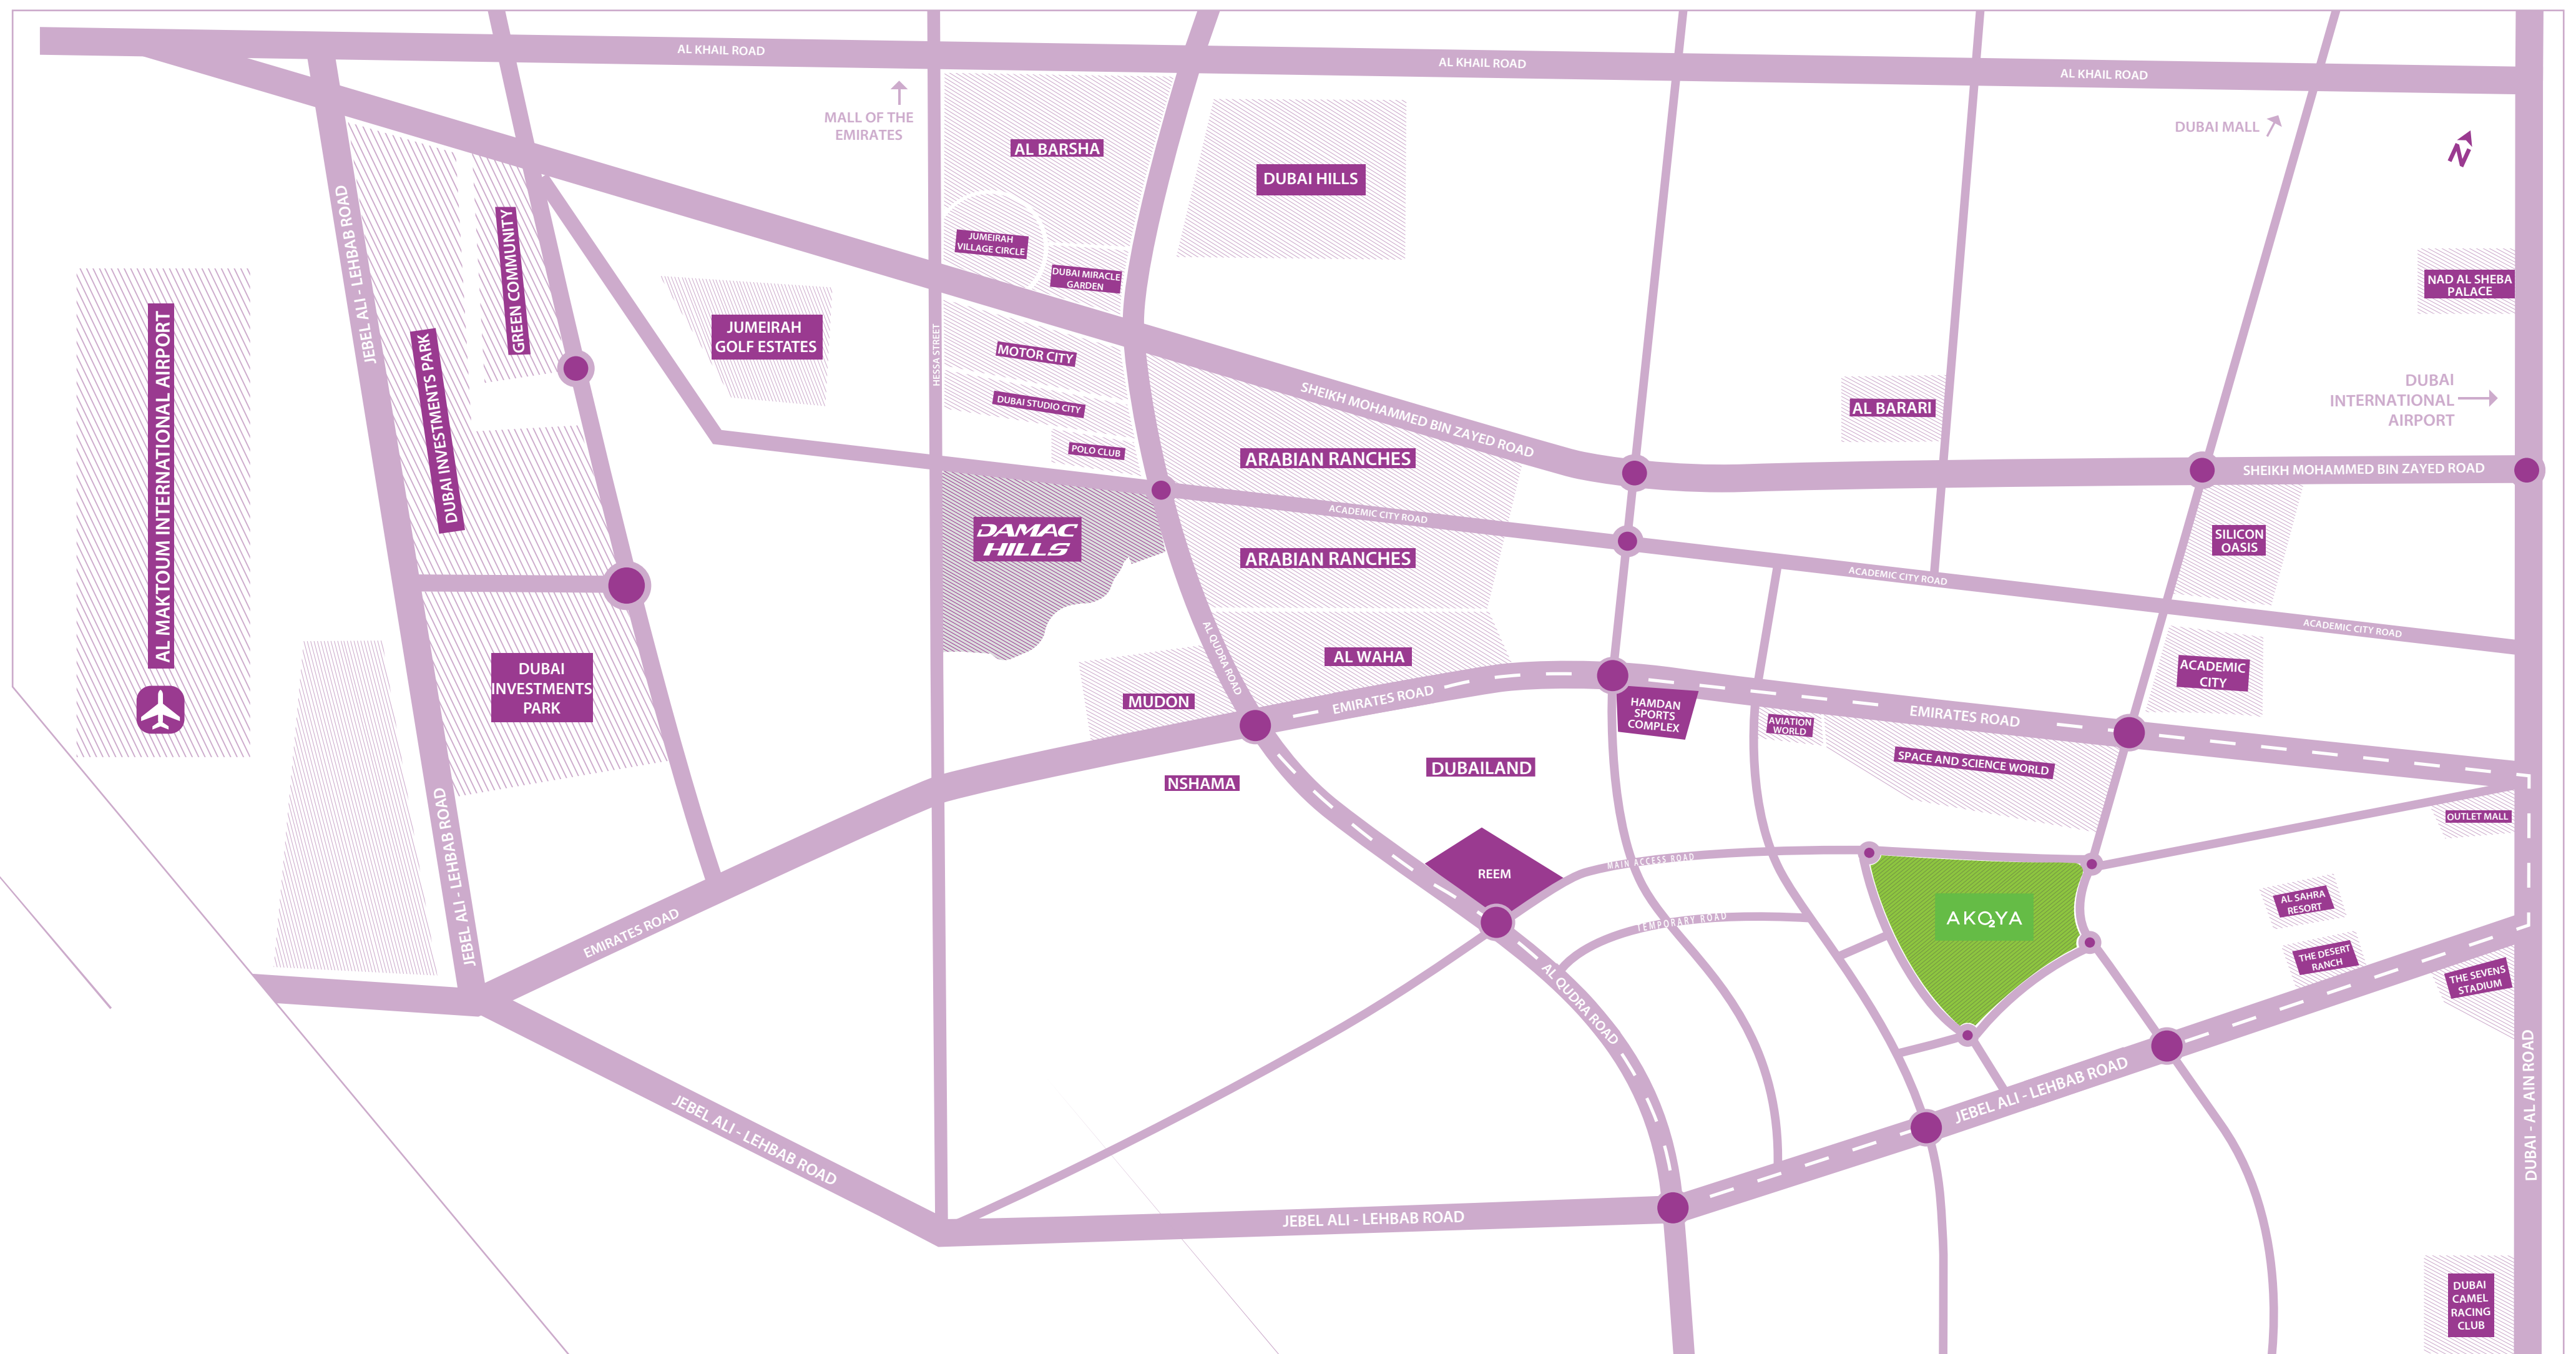 AL KHAIL ROAD
AL KHAIL ROAD
AL KHAIL ROAD
MALL OF THE
EMIRATES
DUBAI MALL
N
AL BARSHA
DUBAI HILLS
JEBEL ALI - LEHBAB ROAD
GREEN COMMUNITY
JUMEIRAH
VILLAGE CIRCLE
DUBAI MIRACLE
GARDEN
NAD AL SHEBA
PALACE
AL MAKTOUM INTERNATIONAL AIRPORT
DUBAI INVESTMENTS PARK
JUMEIRAH
GOLF ESTATES
HESSA STREET
MOTOR CITY
DUBAI STUDIO CITY
POLO CLUB
SHEIKH MOHAMMED BIN ZAYED ROAD
AL BARARI
DUBAI
INTERNATIONAL
AIRPORT
ARABIAN RANCHES
SHEIKH MOHAMMED BIN ZAYED ROAD
ACADEMIC CITY ROAD
DAMAC
HILLS
ARABIAN RANCHES
SILICON
OASIS
ACADEMIC CITY ROAD
ACADEMIC CITY ROAD
AL QUDRA ROAD
AL WAHA
ACADEMIC
CITY
DUBAI
INVESTMENTS
PARK
MUDON
EMIRATES ROAD
HAMDAN
SPORTS
COMPLEX
AVIATION
WORLD
EMIRATES ROAD
SPACE AND SCIENCE WORLD
DUBAILAND
NSHAMA
JEBEL ALI - LEHBAB ROAD
OUTLET MALL
MAIN ACCESS ROAD
REEM
AL SAHRA
RESORT
AKOYA
TEMPORARY ROAD
EMIRATES ROAD
THE DESERT
RANCH
THE SEVENS
STADIUM
AL QUDRA ROAD
JEBEL ALI - LEHBAB ROAD
DUBAI - AL AIN ROAD
JEBEL ALI - LEHBAB ROAD
JEBEL ALI - LEHBAB ROAD
DUBAI
CAMEL
RACING
CLUB